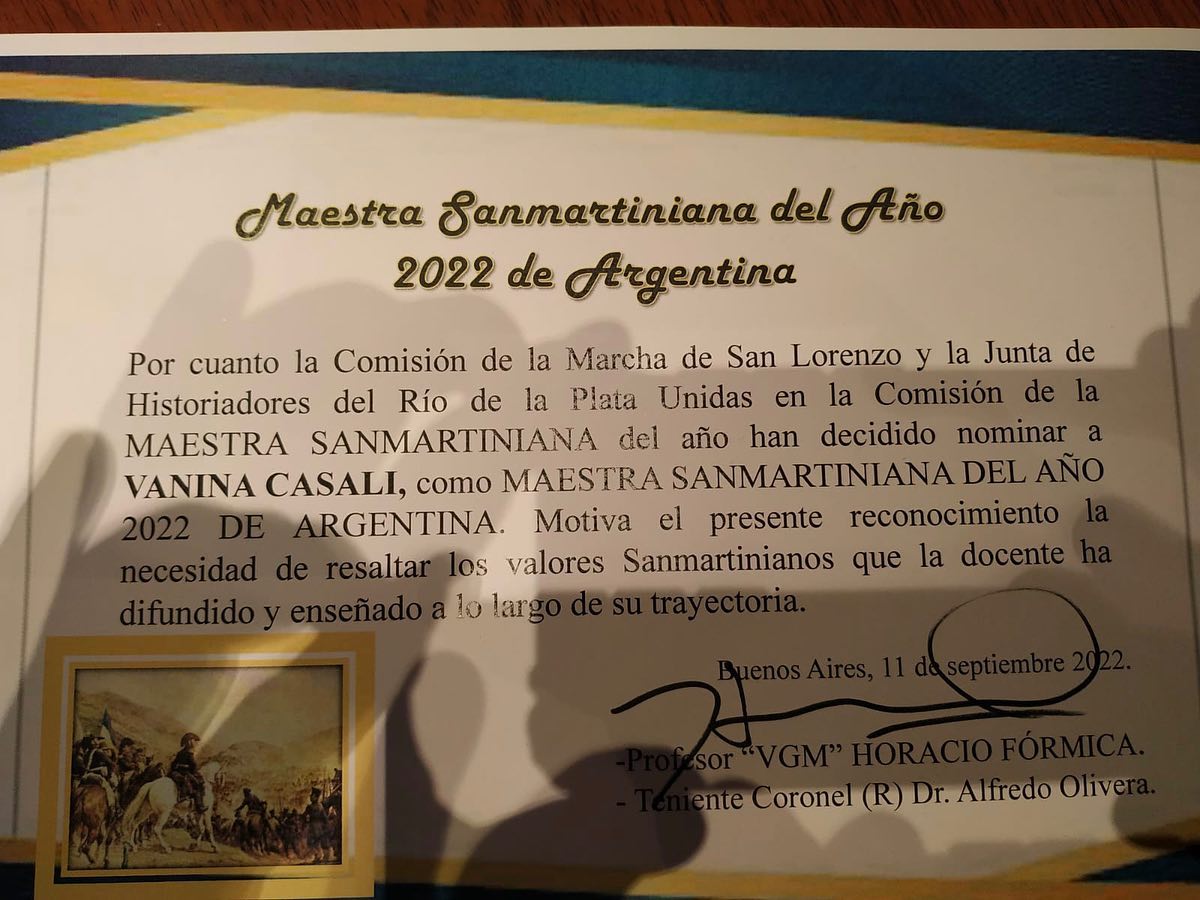 Maestra Sanmartiniana del Año
2022 de Argentina
Por cuanto la Comisión de la Marcha de San Lorenzo y la Junta de
Historiadores del Río de la Plata Unidas en la Comisión de la
MAESTRA SANMARTINIANA del año han decidido nominar a
VANINA CASALI, como MAESTRA SANMARTINIANA DEL AÑO
2022 DE ARGENTINA. Motiva el presente reconocimiento la
necesidad de resaltar los valores Sanmartinianos que la docente ha
difundido y enseñado a lo largo de su trayectoria.
Buenos Aires, 11 de septiembre 2022.
-Profesor “VGM” HORACIO FÓRMICA.
- Teniente Coronel (R) Dr. Alfredo Olivera.